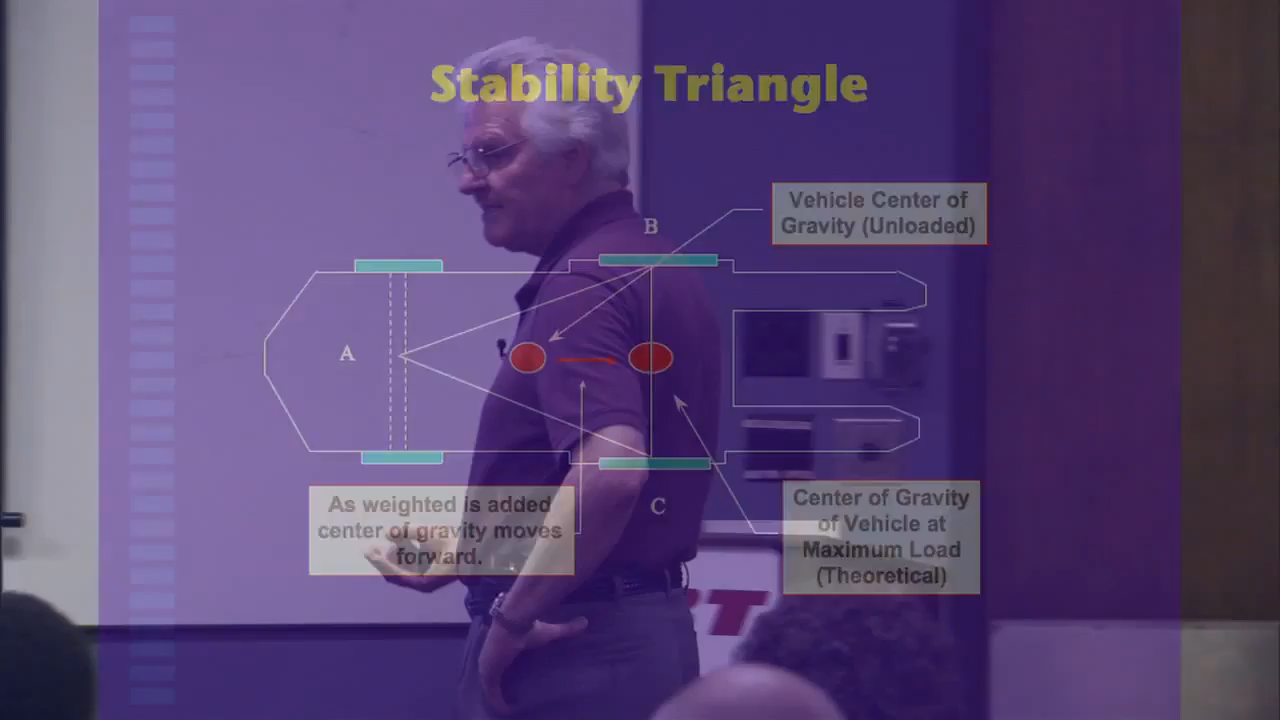 Stability Triangle
Vehicle Center of
Gravity (Unloaded)
B
A
As weighted is added
center of gravity moves
forward.
C
Center of Gravity
of Vehicle at
Maximum Load
(Theoretical)